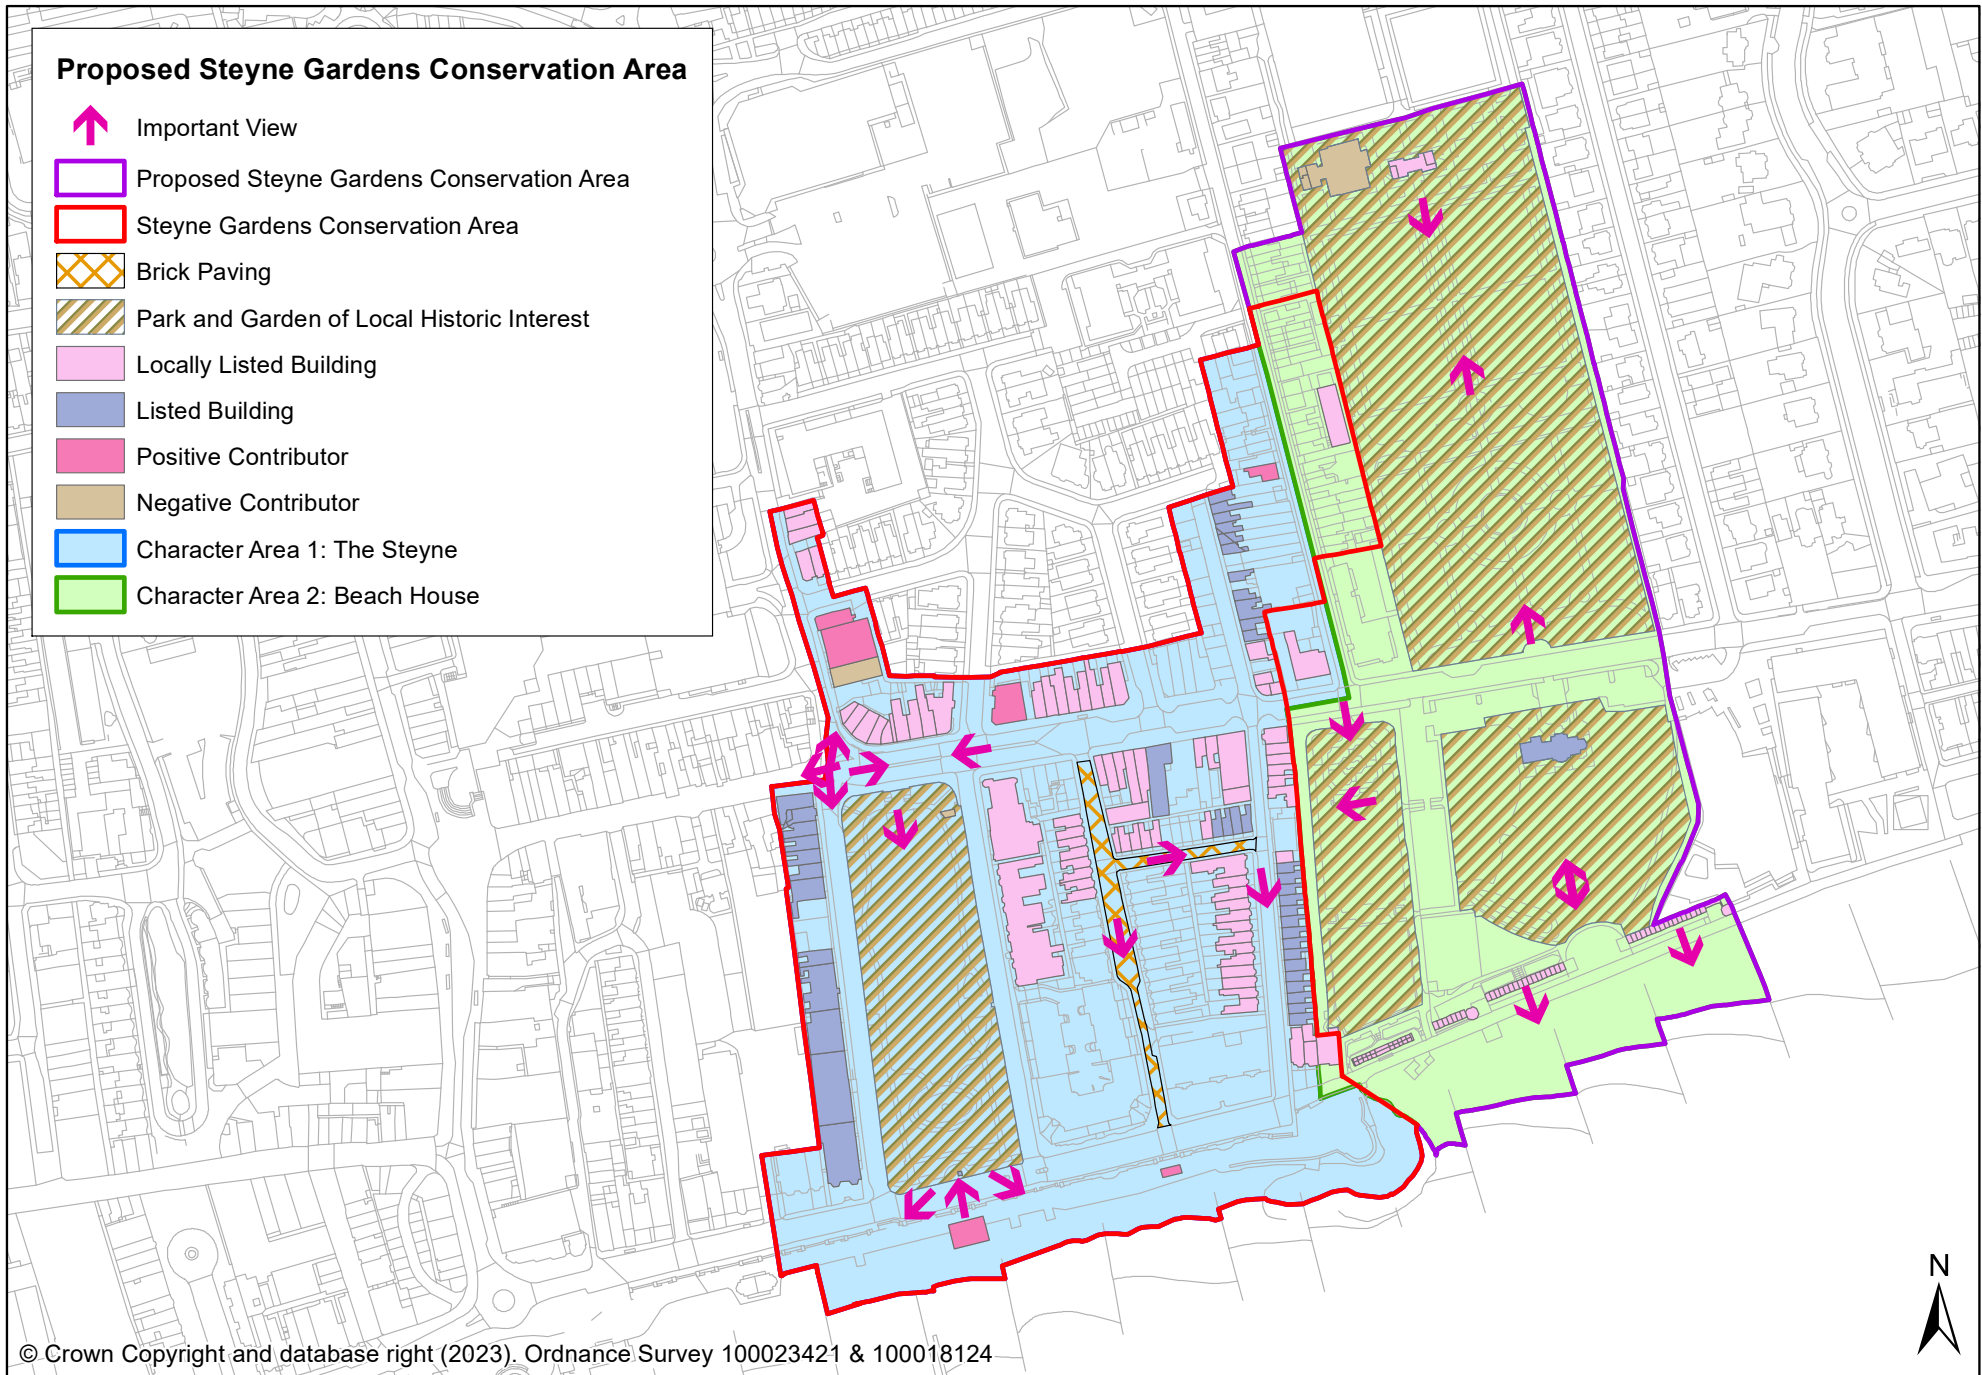 Proposed Steyne Gardens Conservation Area
Important View
Proposed Steyne Gardens Conservation Area
Steyne Gardens Conservation Area
Brick Paving
Park and Garden of Local Historic Interest
Locally Listed Building
Listed Building
Positive Contributor
Negative Contributor
Character Area 1: The Steyne
Character Area 2: Beach House
N
© Crown Copyright and database right (2023). Ordnance Survey 100023421 & 100018124